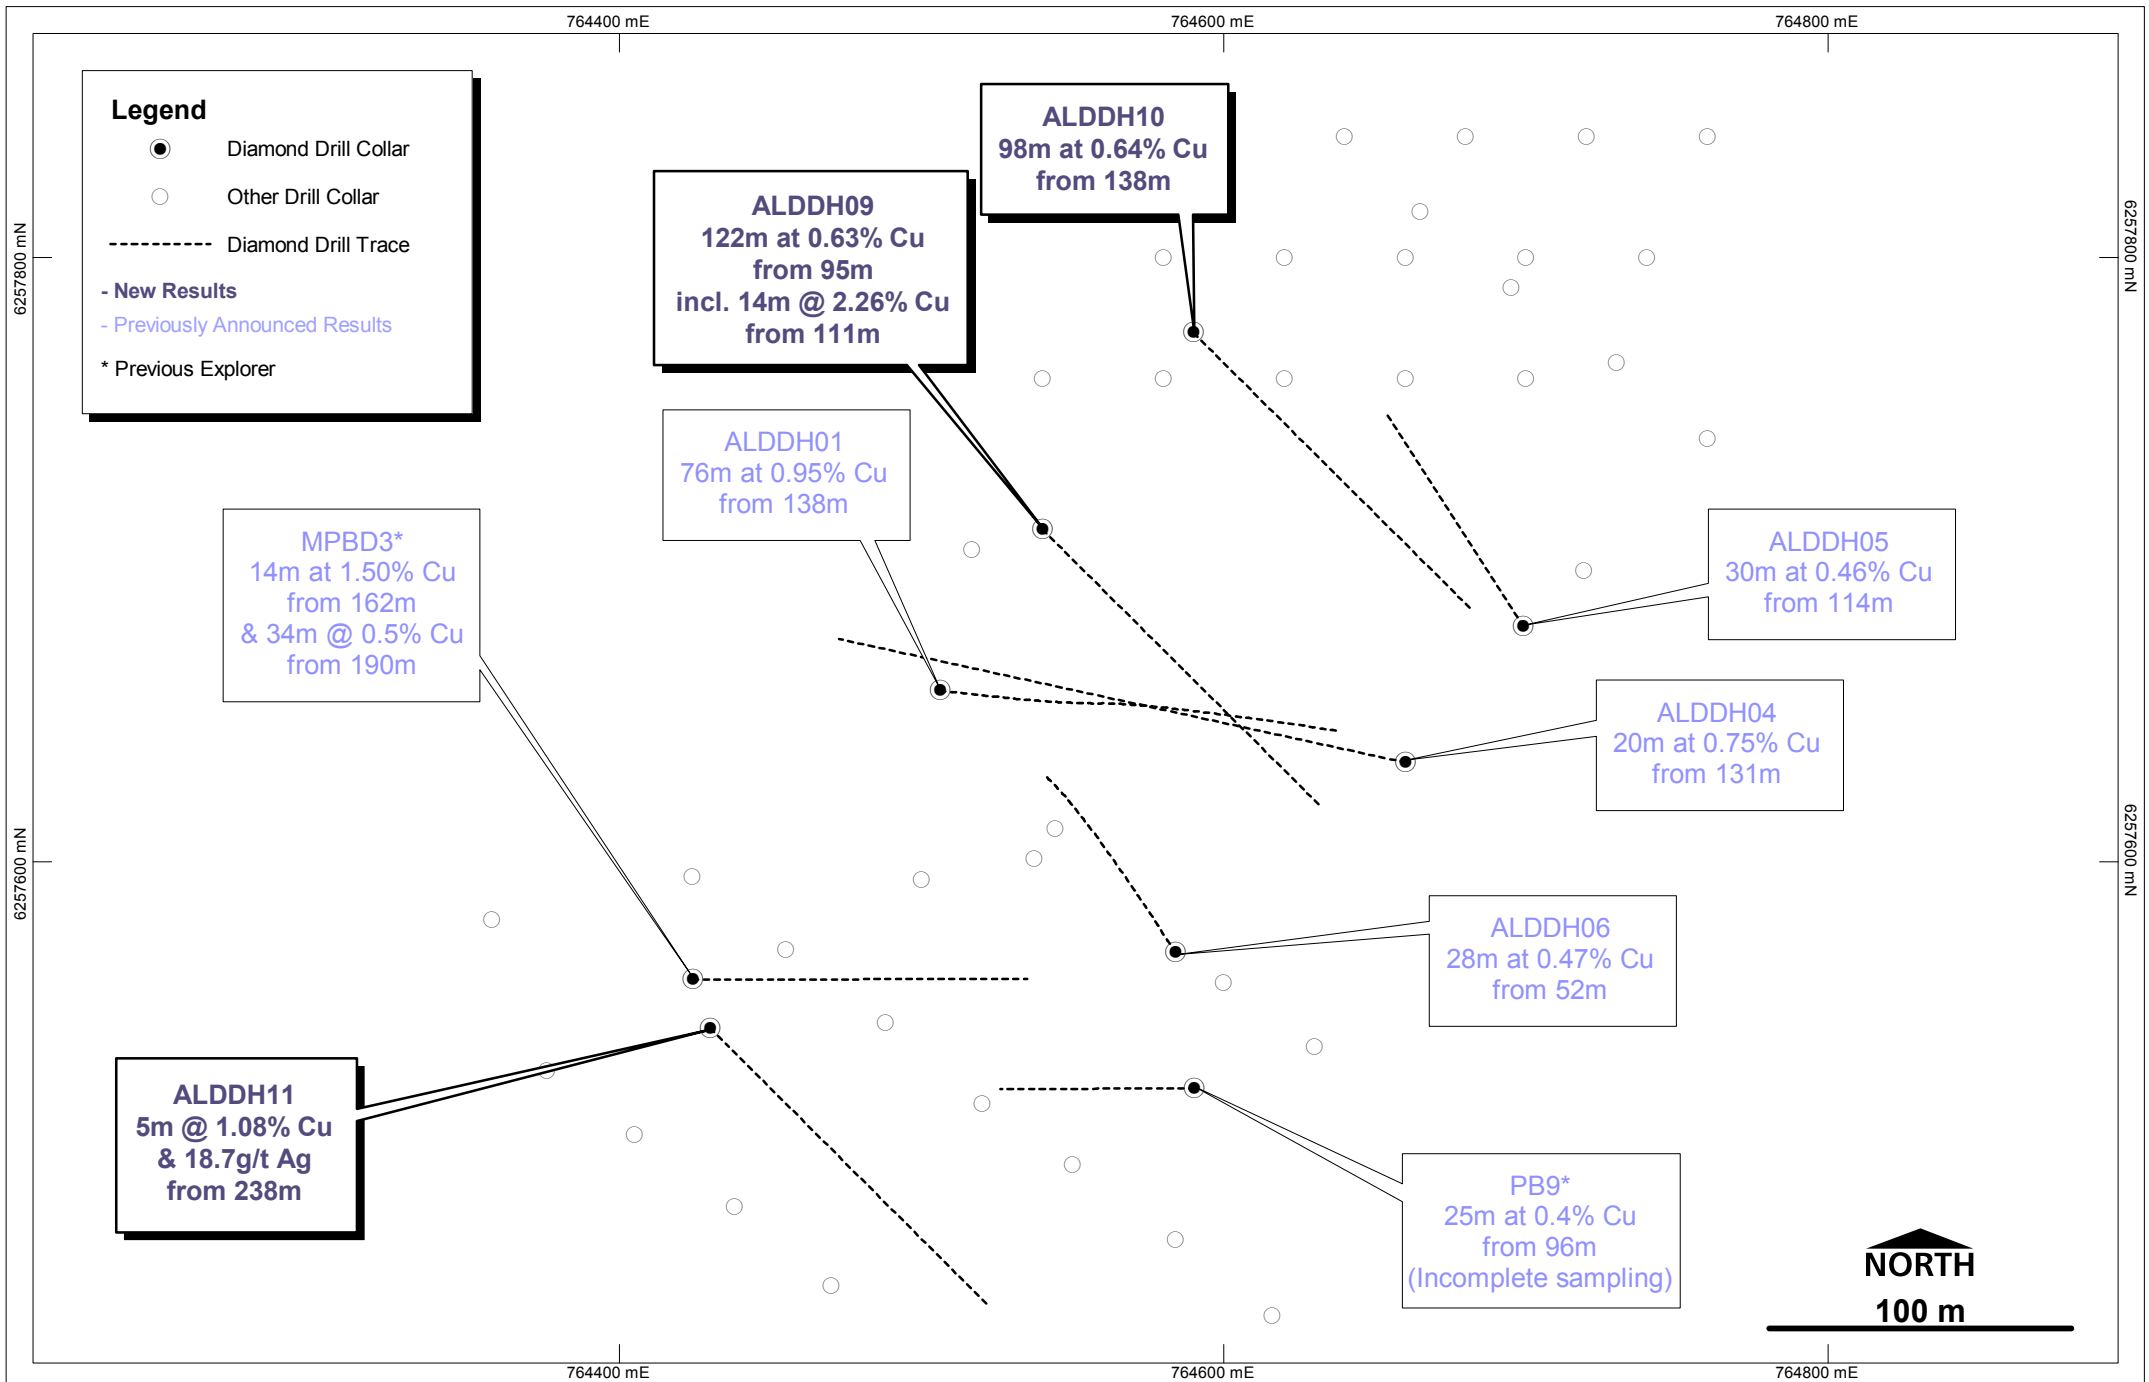 764400 mE
764600 mE
764800 mE
Legend
Diamond Drill Collar
Other Drill Collar
Diamond Drill Trace
- New Results
- Previously Announced Results
* Previous Explorer
6257800 mN
6257800 mN
ALDDH10
98m at 0.64% Cu
from 138m
ALDDH09
122m at 0.63% Cu
from 95m
incl. 14m @ 2.26% Cu
from 111m
ALDDH01
76m at 0.95% Cu
from 138m
MPBD3*
14m at 1.50% Cu
from 162m
& 34m @ 0.5% Cu
from 190m
ALDDH05
30m at 0.46% Cu
from 114m
ALDDH04
20m at 0.75% Cu
from 131m
6257600 mN
6257600 mN
ALDDH06
28m at 0.47% Cu
from 52m
ALDDH11
5m @ 1.08% Cu
& 18.7g/t Ag
from 238m
PB9*
25m at 0.4% Cu
from 96m
(Incomplete sampling)
NORTH
100 m
764400 mE
764600 mE
764800 mE